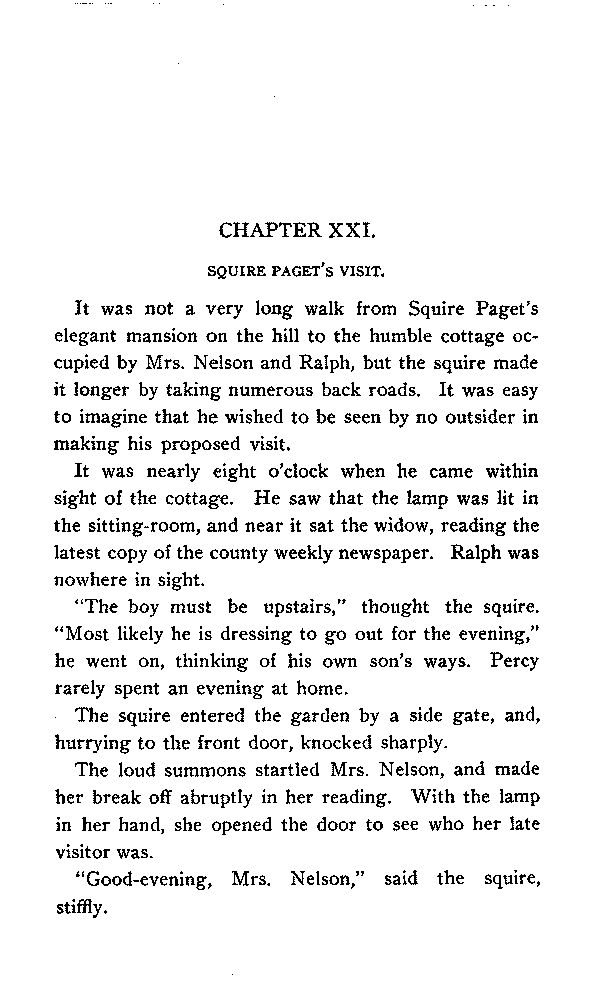 CHAPTER XXI.
SQUIRE PAGET'S VISIT.
It was not a very long walk from Squire Paget's
elegant mansion on the hill to the humble cottage oc-
cupied by Mrs. Nelson and Ralph, but the squire made
it longer by taking numerous back roads. It was easy
to imagine that he wished to be seen by no outsider in
making his proposed visit.
It was nearly eight o'clock when he came within
sight of the cottage. He saw that the lamp was lit in
the sitting-room, and near it sat the widow, reading the
latest copy of the county weekly newspaper. Ralph was
nowhere in sight.
"The boy must be upstairs," thought the squire.
"Most likely he is dressing to go out for the evening,"
he went on, thinking of his own son's ways. Percy
rarely spent an evening at home.
The squire entered the garden by a side gate, and,
hurrying to the front door, knocked sharply.
The loud summons startled Mrs. Nelson, and made
her break off abruptly in her reading. With the lamp
in her hand, she opened the door to see who her late
visitor was.
"Good-evening, Mrs. Nelson," said the squire,
stiffly.